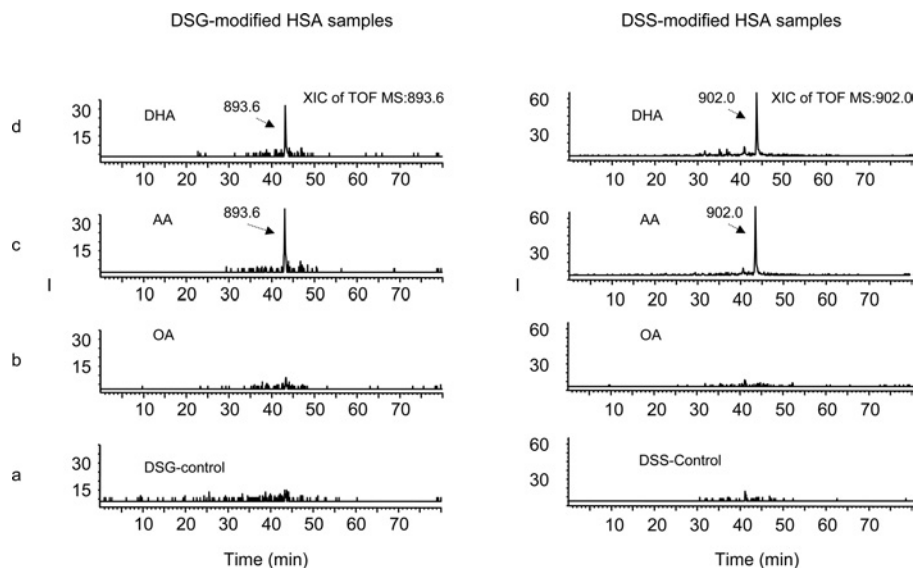 DSG-modified HSA samples
DSS-modified HSA samples
d
30
15
DHA
893.6
XIC of TOF MS:893.6
10 20 30 40 50 60 70
60
30
DHA
902.0
XIC of TOF MS:902.0
10 20 30 40 50 60 70
c
I
30
15
AA
893.6
10 20 30 40 50 60 70
I
60
30
AA
902.0
10 20 30 40 50 60 70
b
30
15
OA
10 20 30 40 50 60 70
60
30
OA
10 20 30 40 50 60 70
a
30
15
DSG-control
10 20 30 40 50 60 70
Time (min)
60
30
DSS-Control
10 20 30 40 50 60 70
Time (min)